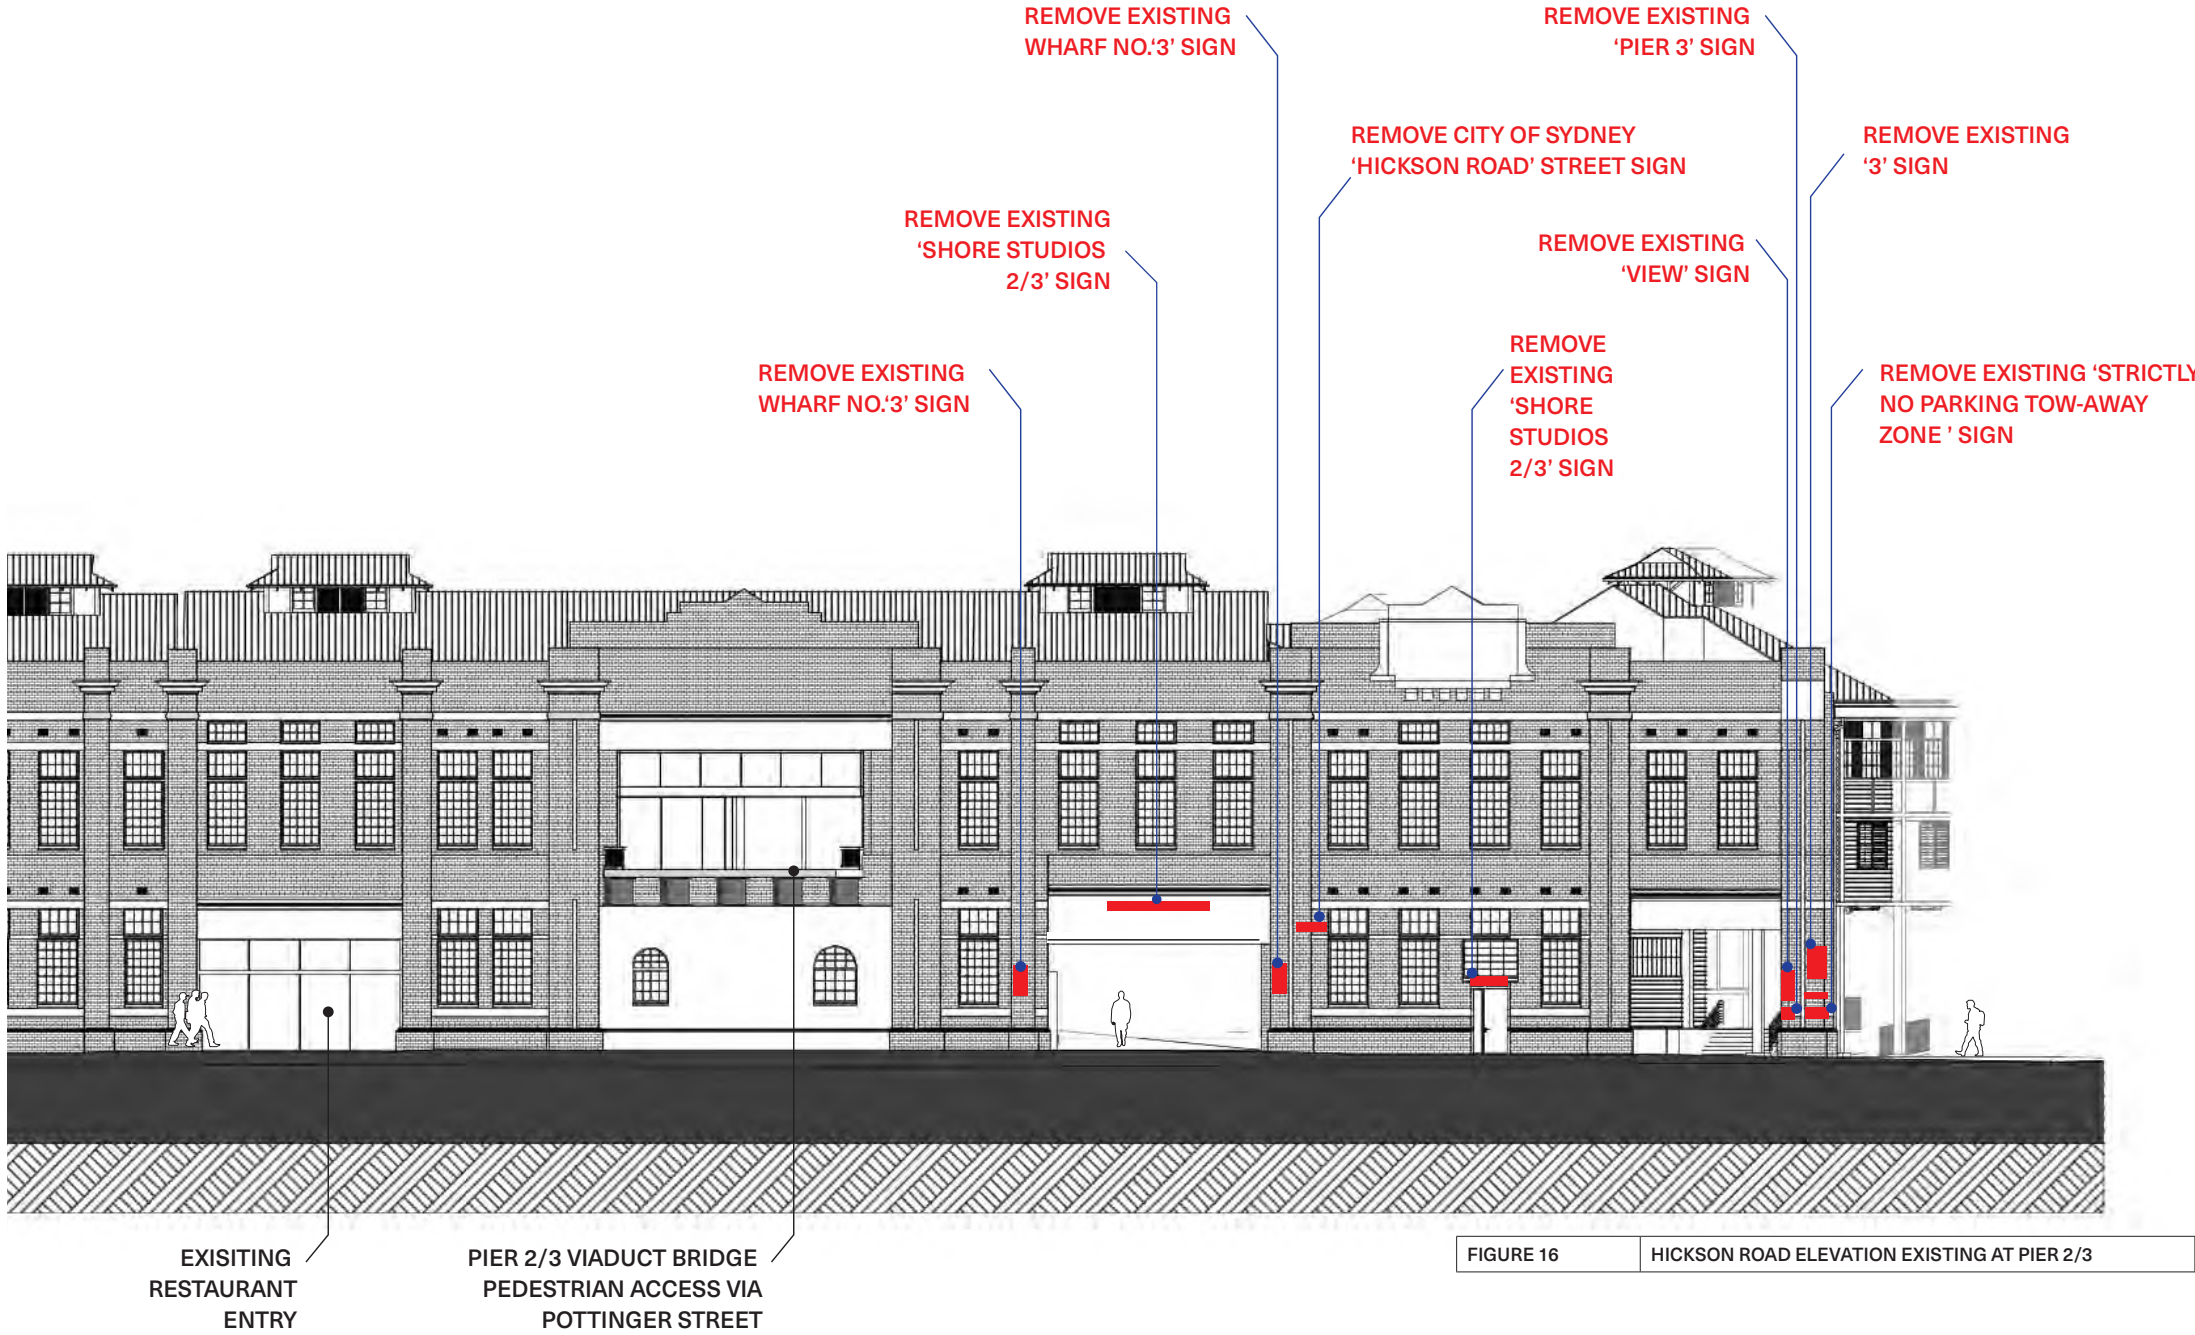 REMOVE EXISTING
WHARF NO.‘3’ SIGN
REMOVE EXISTING
‘PIER 3’ SIGN
REMOVE CITY OF SYDNEY
‘HICKSON ROAD’ STREET SIGN
REMOVE EXISTING
‘3’ SIGN
REMOVE EXISTING
‘SHORE STUDIOS
2/3’ SIGN
REMOVE EXISTING
‘VIEW’ SIGN
REMOVE EXISTING
WHARF NO.‘3’ SIGN
REMOVE
EXISTING
‘SHORE
STUDIOS
2/3’ SIGN
REMOVE EXISTING ‘STRICTLY
NO PARKING TOW-AWAY
ZONE ’ SIGN
EXISITING
RESTAURANT
ENTRY
PIER 2/3 VIADUCT BRIDGE
PEDESTRIAN ACCESS VIA
POTTINGER STREET
FIGURE 16
HICKSON ROAD ELEVATION EXISTING AT PIER 2/3